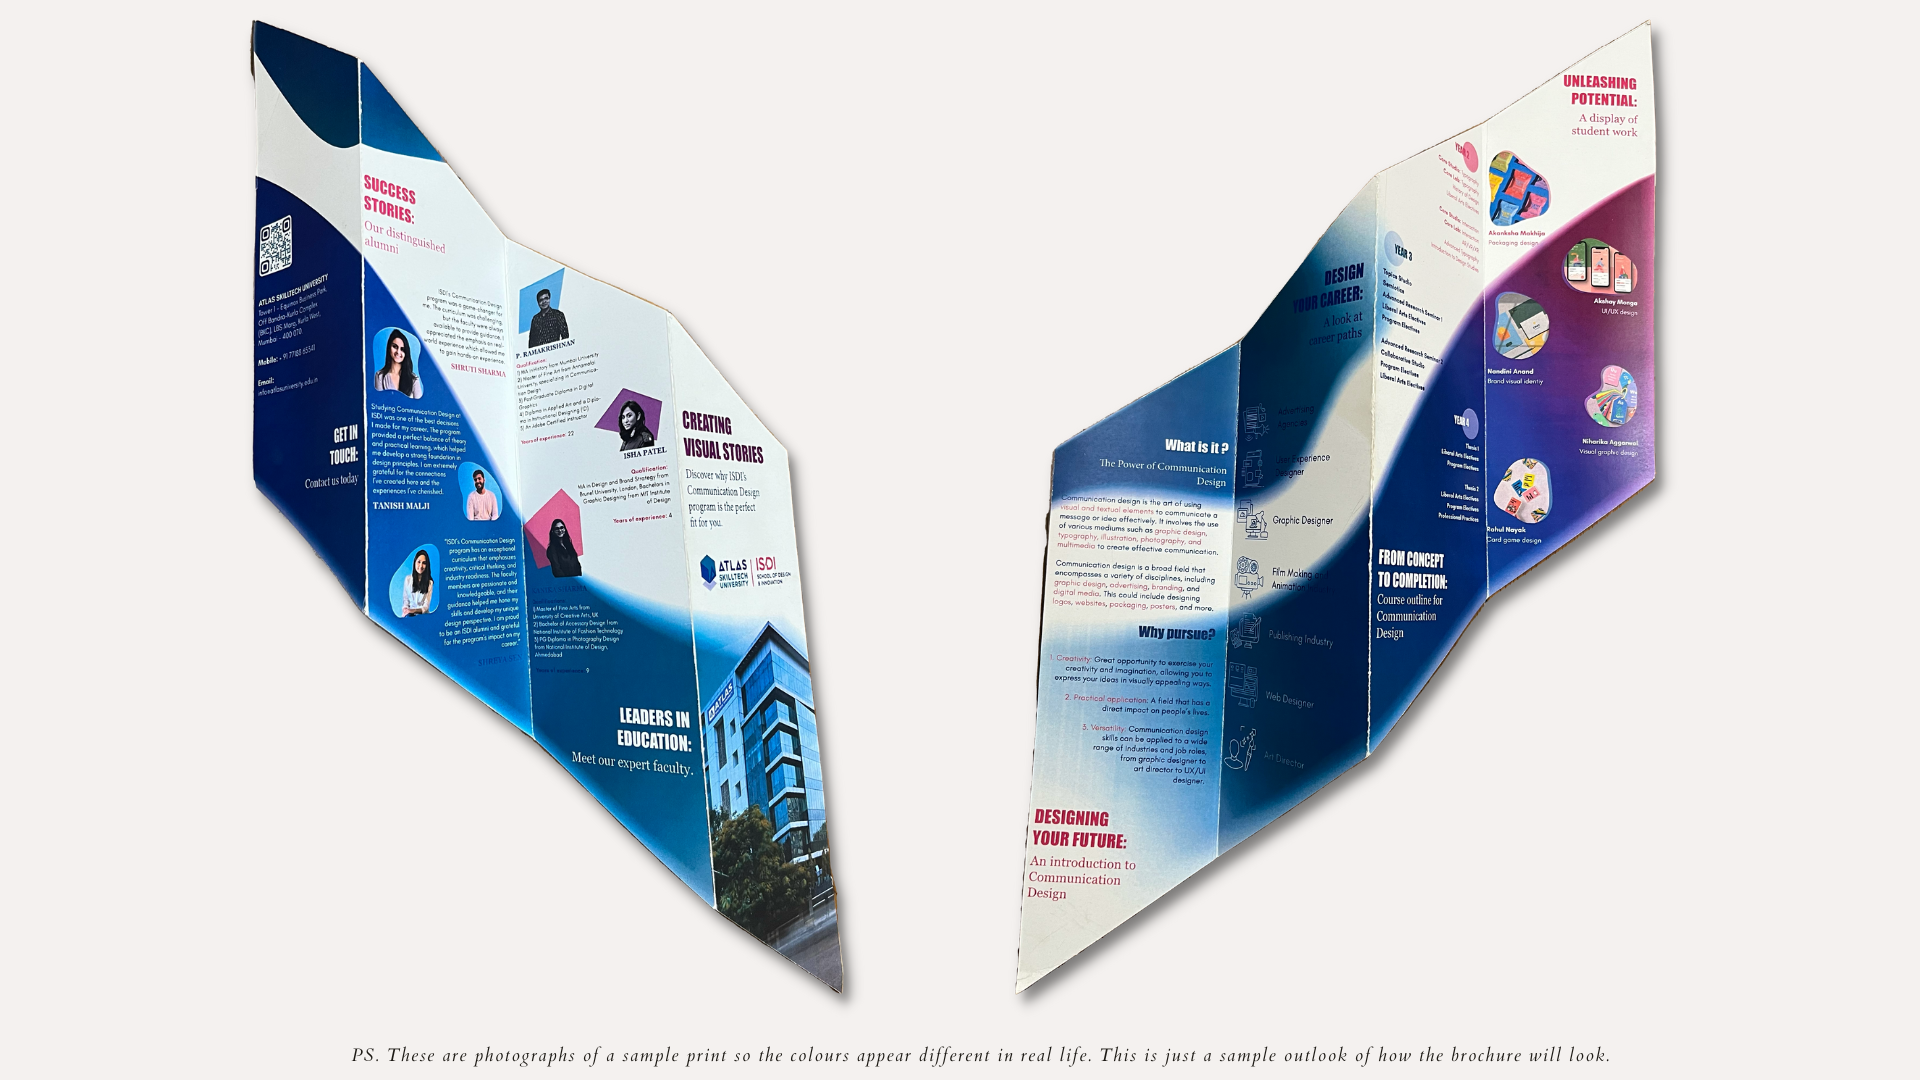 ATLAS SKILLTECH UNIVERSITY
Tower 1 - Equinox Business Park,
Off Bandra-Kurla Complex
(BKC), LBS Marg, Kurla West,
Mumbai - 400 070.
Mobile:
Email:
GET IN
TOUCH:
Contact us today
SUCCESS
STORIES:
Our distinguished
alumni
ISDI's Communication Design
program was a game-changer for
me. The curriculum was challenging,
but the faculty were always
available to provide guidance. I
appreciated the emphasis on real-
world experience which allowed me
to gain hands-on experience.
SHRUTI SHARMA
Studying Communication Design at
ISDI was one of the best decisions
I made for my career. The program
provided a perfect balance of theory
and practical learning, which helped
me develop a strong foundation in
design principles. I am extremely
grateful for the connections
I've created here and the
experiences I've cherished.
TANISH MALJI
"ISDI's Communication Design
program has an exceptional
curriculum that emphasizes
creativity, critical thinking, and
industry readiness. The faculty
members are passionate and
knowledgeable, and their
guidance helped me hone my
skills and develop my unique
design perspective. I am proud
to be an ISDI alumni and grateful
for the program's impact on my
career."
P. RAMAKRISHNAN
Qualification:
2) Master of Fine Art from Annamalai
University, specializing in Communica-
tion Design
3) Post Graduate Diploma in Digital
Graphics
4) Diploma in Applied Art and a Diplo-
ma in Instructional Designing (ID)
5) An Adobe Certified Instructor
Years of experience: 22
ISHA PATEL
Qualification:
MA in Design and Brand Strategy from
Brunel University, London, Bachelors in
Graphic Designing from MIT Institute
of Design
Years of experience: 4
1) Master of Fine Arts from
University of Creative Arts, UK
2) Bachelor of Accessory Design from
National Institute of Fashion Technology
3) PG Diploma in Photography Design
from National Institute of Design,
Ahmedabad
Years of experience: 9
LEADERS IN
EDUCATION:
Meet our expert faculty.
CREATING
VISUAL STORIES
Discover why ISDI's
Communication Design
program is the perfect
fit for you.
ATLAS
SKILLTECH
UNIVERSITY
ISDI
SCHOOL OF DESIGN
& INNOVATION
ATLAS
What is it ?
The Power of Communication
Design
Communication design is the art of using
visual and textual elements to communicate a
message or idea effectively. It involves the use
of various mediums such as graphic design,
typography, illustration, photography, and
multimedia to create effective communication.
Communication design is a broad field that
encompasses a variety of disciplines, including
graphic design, advertising, branding, and
digital media. This could include designing
logos, websites, packaging, posters, and more.
Why pursue?
1. Creativity: Great opportunity to exercise your
creativity and imagination, allowing you to
express your ideas in visually appealing ways.
2. Practical application: A field that has a
direct impact on people's lives.
3. Versatility: Communication design
skills can be applied to a wide
range of industries and job roles,
from graphic designer to
art director to UX/UI
designer.
DESIGNING
YOUR FUTURE:
An introduction to
Communication
Design
DESIGN
YOUR CAREER:
A look at
career paths
Advertising
Agencies
User Experience
Designer
Graphic Designer
Film Making and
Animation
Publishing Industry
Web Designer
Art Director
YEAR 2
Core Studio: Typography
Core Lab: Typography
History of Design
Liberal Arts Electives
Core Studio: Interaction
Core Lab: Interaction
Advanced Typography
Introduction to Design Studies
YEAR 3
Topics Studio
Semiotics
Advanced Research Seminar 1
Liberal Arts Electives
Program Electives
Advanced Research Seminar 2
Collaborative Studio
Program Electives
Liberal Arts Electives
YEAR 4
Thesis 1
Liberal Arts Electives
Program Electives
Thesis 2
Liberal Arts Electives
Program Electives
Professional Practices
FROM CONCEPT
TO COMPLETION:
Course outline for
Communication
Design
UNLEASHING
POTENTIAL:
A display of
student work
Akanksha Makhija
Packaging design
Akshay Monga
UI/UX design
Nandini Anand
Brand visual identity
Niharika Aggarwal
Visual graphic design
Rahul Nayak
Card game design
PS. These are photographs of a sample print so the colours appear different in real life. This is just a sample outlook of how the brochure will look.